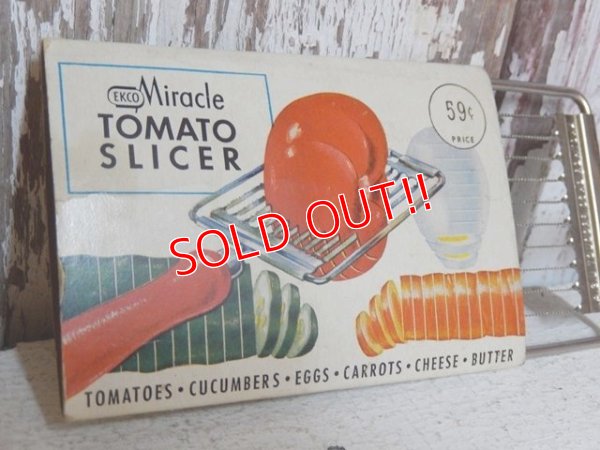 EKCO Miracle
TOMATO
SLICER
59¢
PRICE
SOLD OUT!!
TOMATOES • CUCUMBERS • EGGS • CARROTS • CHEESE • BUTTER